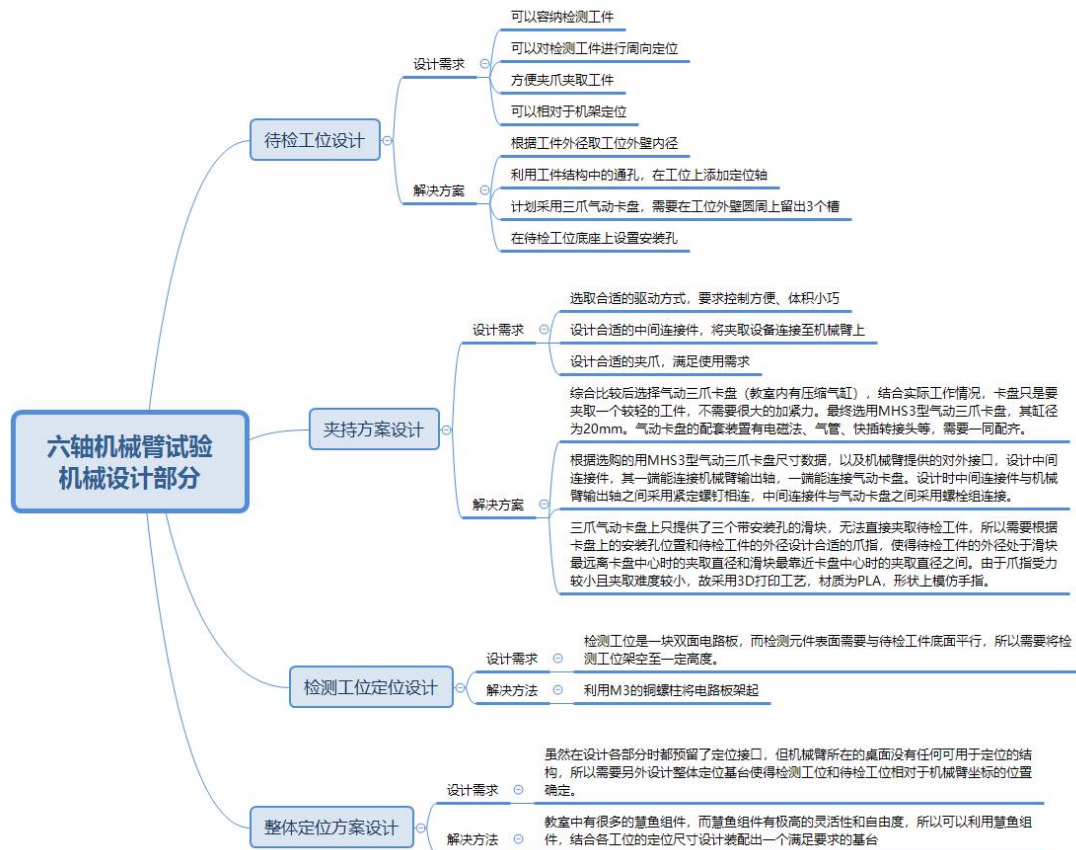 六轴机械臂试验
机械设计部分
待检工位设计
设计需求
可以容纳检测工件
可以对检测工件进行周向定位
方便夹爪夹取工件
可以相对于机架定位
解决方案
根据工件外径取工位外壁内径
利用工件结构中的通孔，在工位上添加定位轴
计划采用三爪气动卡盘，需要在工位外壁圆周上留出3个槽
在待检工位底座上设置安装孔
夹持方案设计
设计需求
选取合适的驱动方式，要求控制方便、体积小巧
设计合适的中间连接件，将夹取设备连接至机械臂上
设计合适的夹爪，满足使用需求
解决方案
综合比较后选择气动三爪卡盘（教室内有压缩气缸），结合实际工作情况，卡盘只是要
夹取一个较轻的工件，不需要很大的加紧力。最终选用MHS3型气动三爪卡盘，其缸径
为20mm。气动卡盘的配套装置有电磁法、气管、快插转接头等，需要一同配齐。
根据选购的用MHS3型气动三爪卡盘尺寸数据，以及机械臂提供的对外接口，设计中间
连接件，其一端能连接机械臂输出轴，一端能连接气动卡盘。设计时中间连接件与机械
臂输出轴之间采用紧定螺钉相连，中间连接件与气动卡盘之间采用螺栓组连接。
三爪气动卡盘上只提供了三个带安装孔的滑块，无法直接夹取待检工件，所以需要根据
卡盘上的安装孔位置和待检工件的外径设计合适的爪指，使得待检工件的外径处于滑块
最远离卡盘中心时的夹取直径和滑块最靠近卡盘中心时的夹取直径之间。由于爪指受力
较小且夹取难度较小，故采用3D打印工艺，材质为PLA，形状上模仿手指。
检测工位定位设计
设计需求
检测工位是一块双面电路板，而检测元件表面需要与待检工件底面平行，所以需要将检
测工位架空至一定高度。
解决方法
利用M3的铜螺柱将电路板架起
整体定位方案设计
设计需求
虽然在设计各部分时都预留了定位接口，但机械臂所在的桌面没有任何可用于定位的结
构，所以需要另外设计整体定位基台使得检测工位和待检工位相对于机械臂坐标的位置
确定。
解决方法
教室中有很多的慧鱼组件，而慧鱼组件有极高的灵活性和自由度，所以可以利用慧鱼组
件，结合各工位的定位尺寸设计装配出一个满足要求的基台